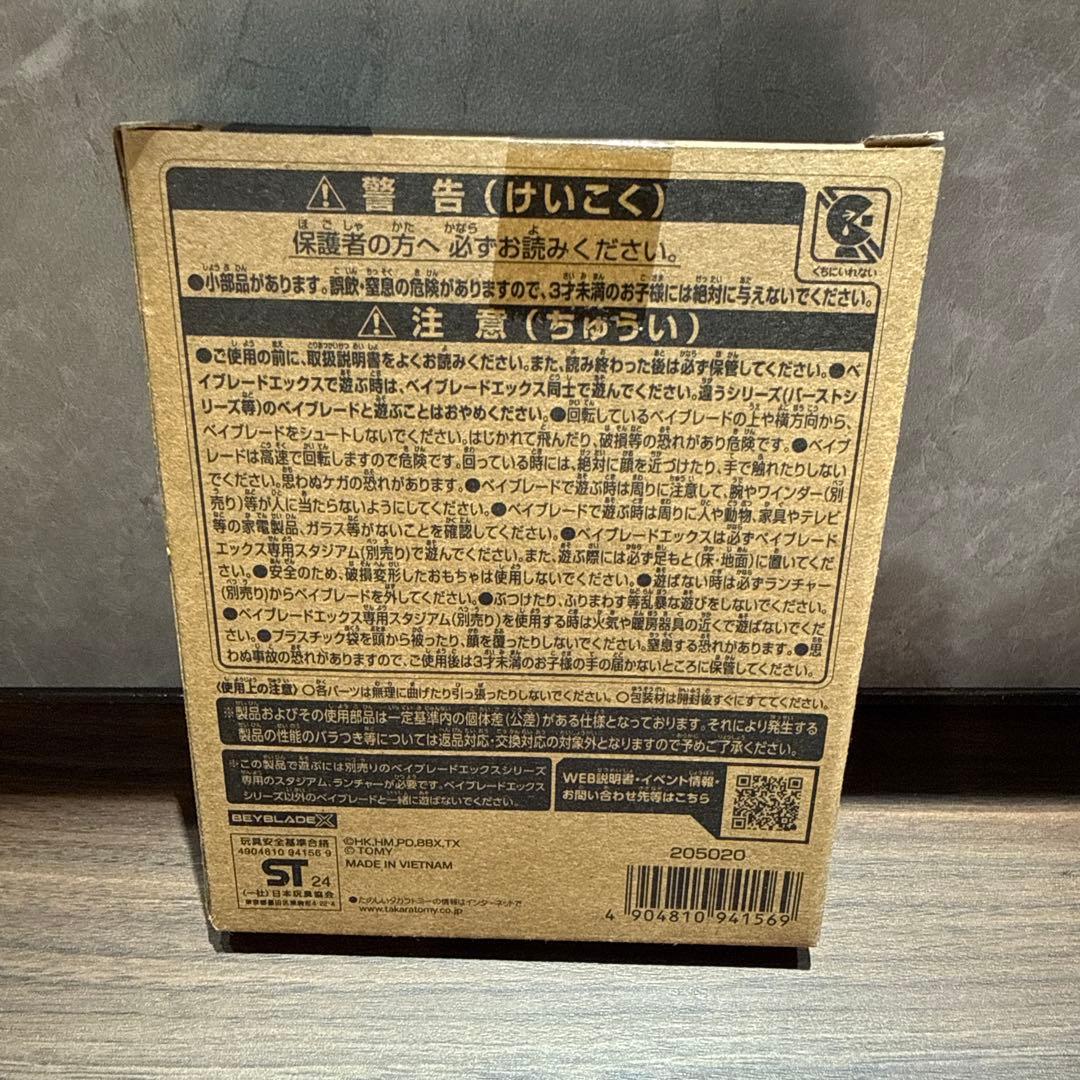 ⚠ 警告（けいこく）
保護者の方へ 必ずお読みください。
くちにいれない
●小部品があります。誤飲・窒息の危険がありますので、3才未満のお子様には絶対に与えないでください。
⚠ 注意（ちゅうい）
●ご使用の前に、取扱説明書をよくお読みください。また、読み終わった後は必ず保管してください。●ベ
イブレードエックスで遊ぶ時は、ベイブレードエックス同士で遊んでください。違うシリーズ(バーストシ
リーズ等)のベイブレードと遊ぶことはおやめください。●回転しているベイブレードの上や横方向から、
ベイブレードをシュートしないでください。はじかれて飛んだり、破損等の恐れがあり危険です。●ベイブ
レードは高速で回転しますので危険です。回っている時には、絶対に顔を近づけたり、手で触れたりしない
でください。思わぬケガの恐れがあります。●ベイブレードで遊ぶ時は周りに注意して、腕やワインダー(別
売り)等が人に当たらないようにしてください。●ベイブレードで遊ぶ時は周りに人や動物、家具やテレビ
等の家電製品、ガラス等がないことを確認してください。●ベイブレードエックスは必ずベイブレード
エックス専用スタジアム(別売り)で遊んでください。また、遊ぶ際には必ず足もと(床・地面)に置いてくだ
さい。●安全のため、破損変形したおもちゃは使用しないでください。●遊ばない時は必ずランチャー
(別売り)からベイブレードを外してください。●ぶつけたり、ふりまわす等乱暴な遊びをしないでください。
●ベイブレードエックス専用スタジアム(別売り)を使用する時は火気や暖房器具の近くで遊ばないでくだ
さい。●プラスチック袋を頭から被ったり、顔を覆ったりしないでください。窒息する恐れがあります。●思
わぬ事故の恐れがありますので、ご使用後は3才未満のお子様の手の届かないところに保管してください。
〈使用上の注意〉 ○各パーツは無理に曲げたり引っ張ったりしないでください。 ○包装材は開封後すぐにすててください。
※製品およびその使用部品は一定基準内の個体差(公差)がある仕様となっております。それにより発生する
製品の性能のバラつき等については返品対応・交換対応の対象外となりますので予めご了承ください。
※この製品で遊ぶには別売りのベイブレードエックスシリーズ
専用のスタジアム、ランチャーが必要です。ベイブレードエックス
シリーズ以外のベイブレードと一緒に遊ばないでください。
WEB説明書・イベント情報・
お問い合わせ先等はこちら
BEYBLADE X
玩具安全基準合格
4904810 94156 9
ST 24
(一社)日本玩具協会
東京都墨田区東駒形4-22-4
©HK,HM,PD,BBX,TX
© TOMY
MADE IN VIETNAM
●たのしいタカラトミーの情報はインターネットで
www.takaratomy.co.jp
205020
4 904810 941569